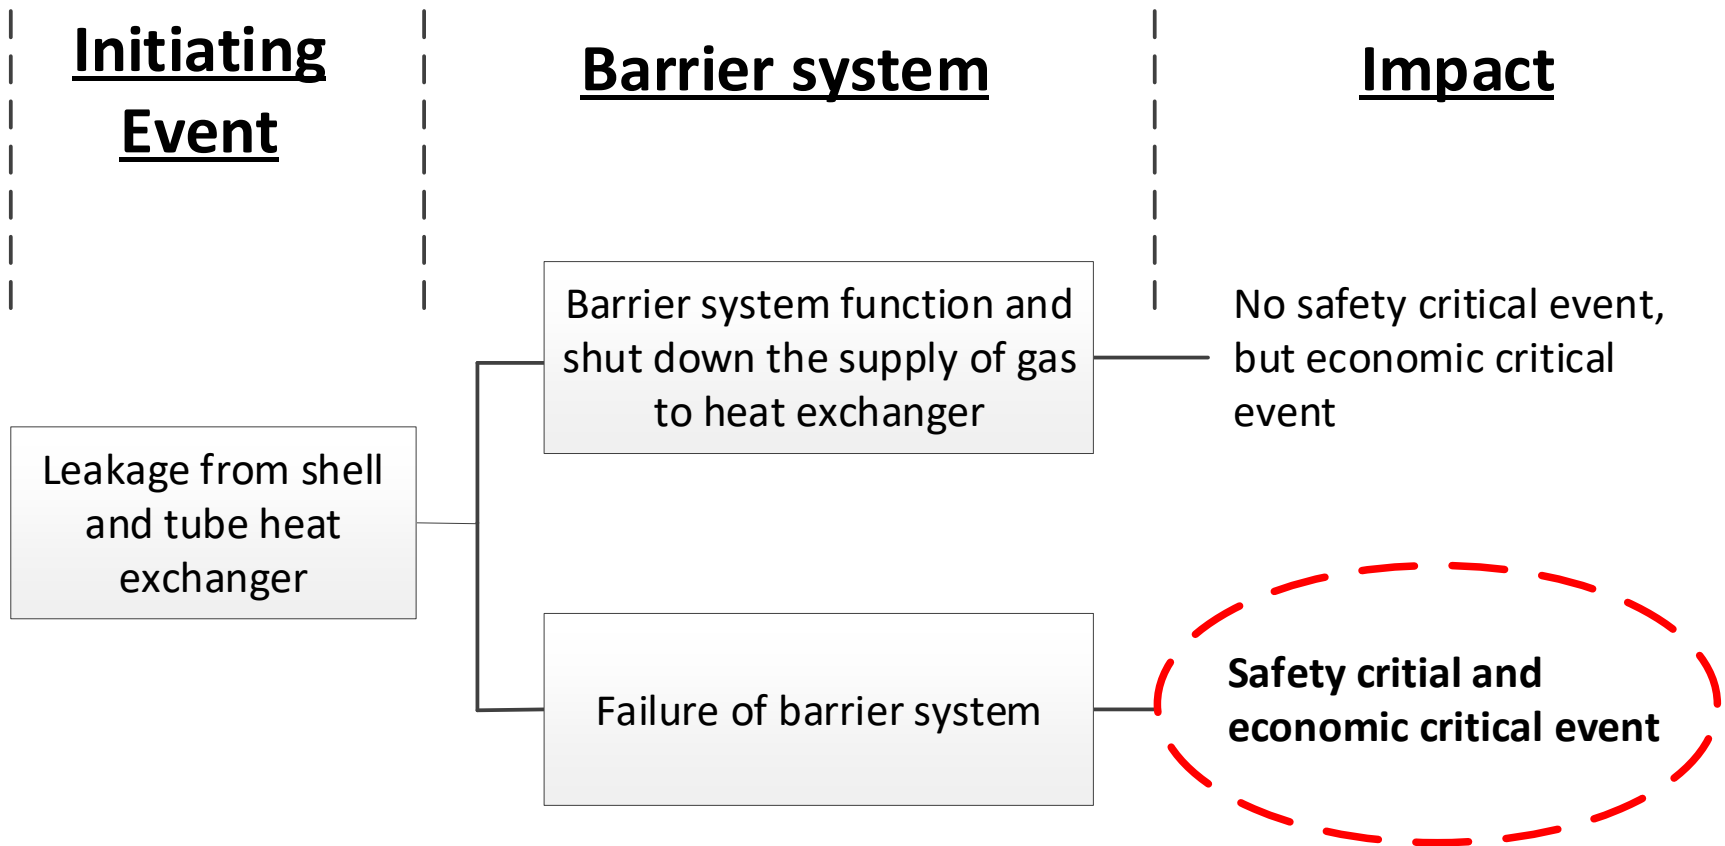 Initiating
Event
Barrier system
Impact
Barrier system function and
shut down the supply of gas
to heat exchanger
No safety critical event,
but economic critical
event
Leakage from shell
and tube heat
exchanger
Failure of barrier system
Safety critial and
economic critical event